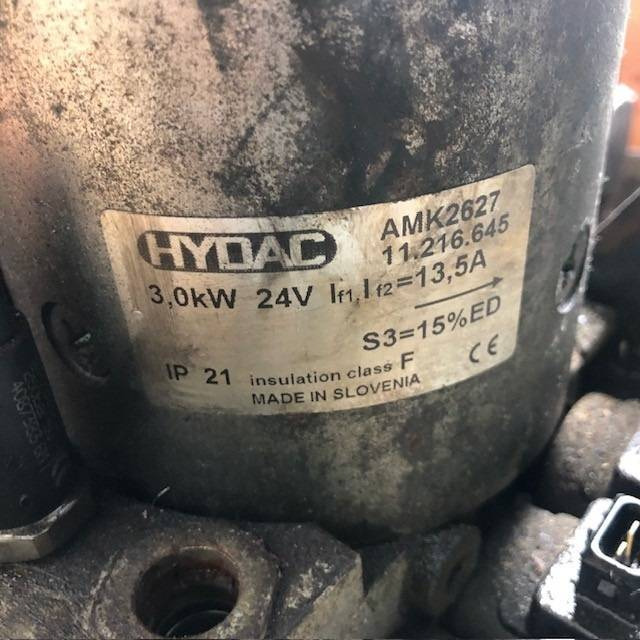 HYDAC
AMK2627
11.216.645
3,0kW 24V If1,If2=13,5A
S3=15%ED
IP 21 insulation class F
MADE IN SLOVENIA
CE